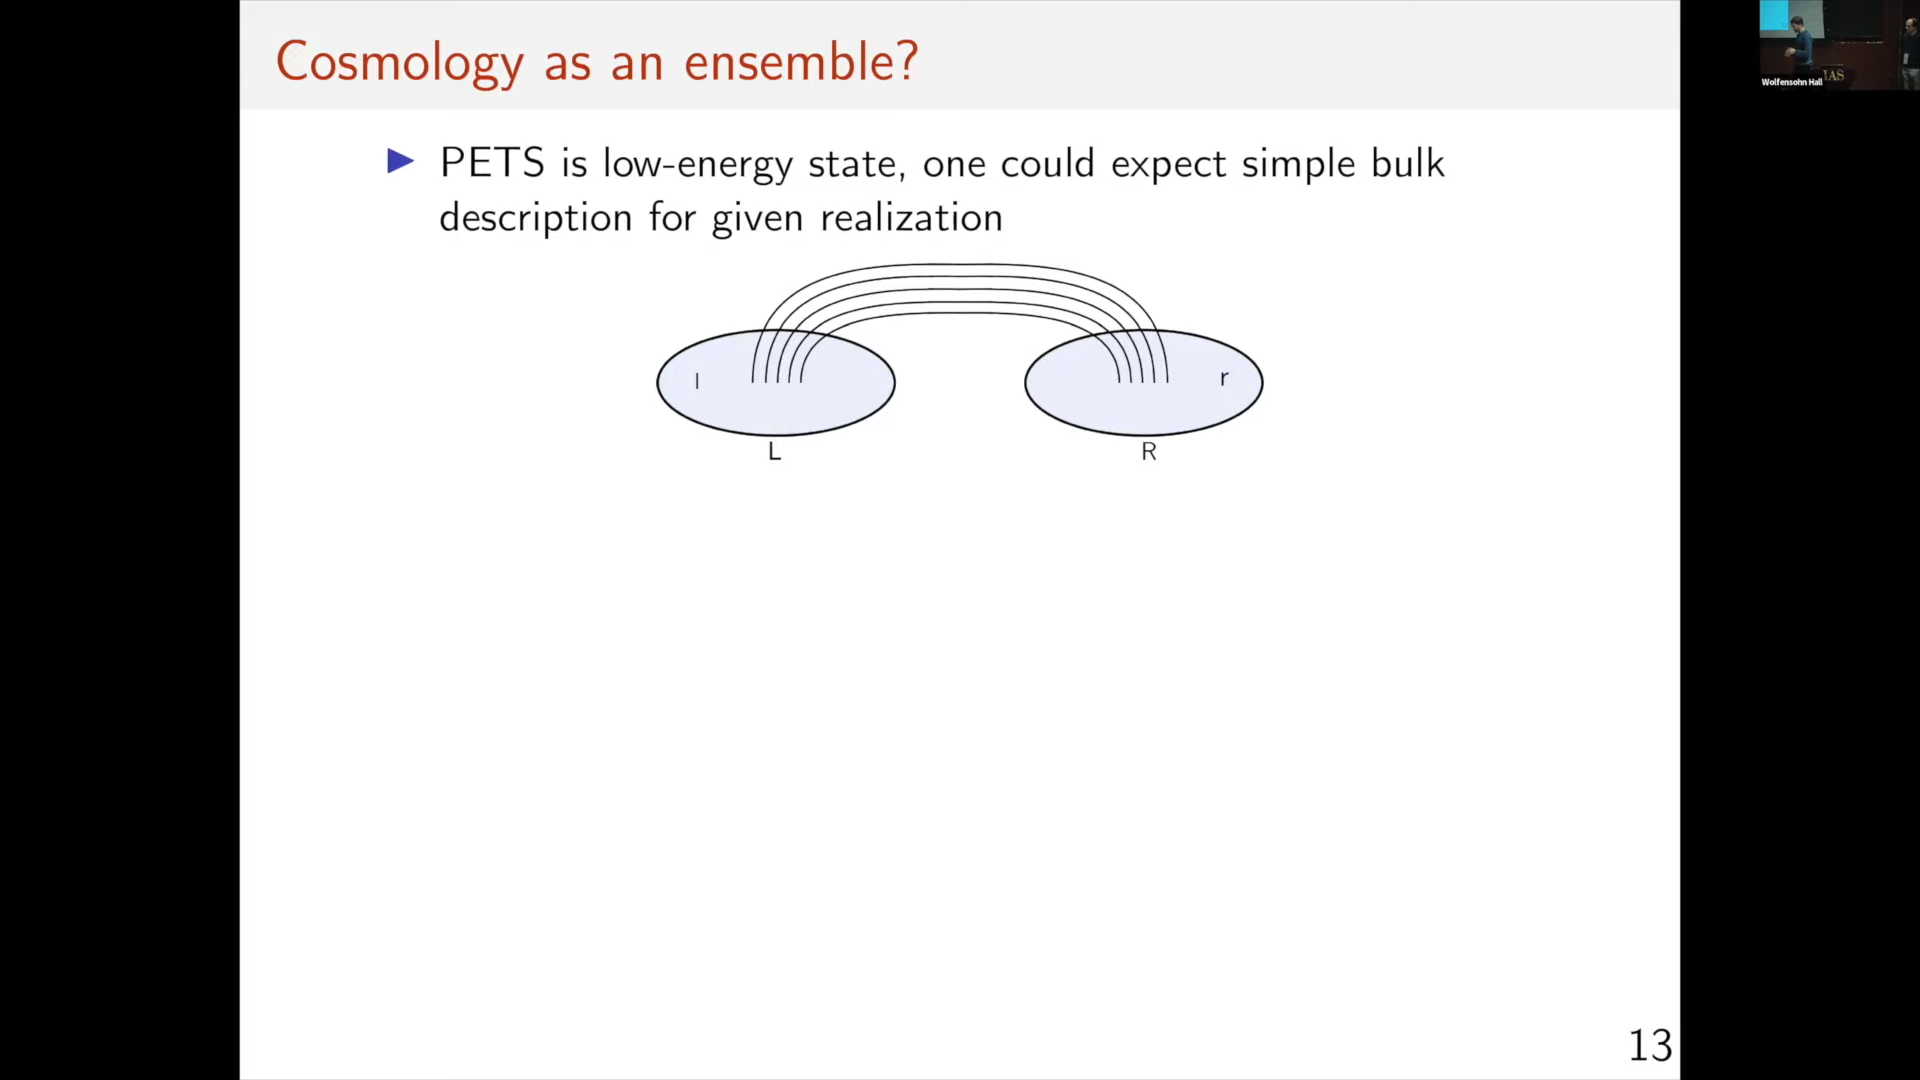 Cosmology as an ensemble?
PETS is low-energy state, one could expect simple bulk
description for given realization
l
r
L
R
13
IAS
Wolfensohn Hall